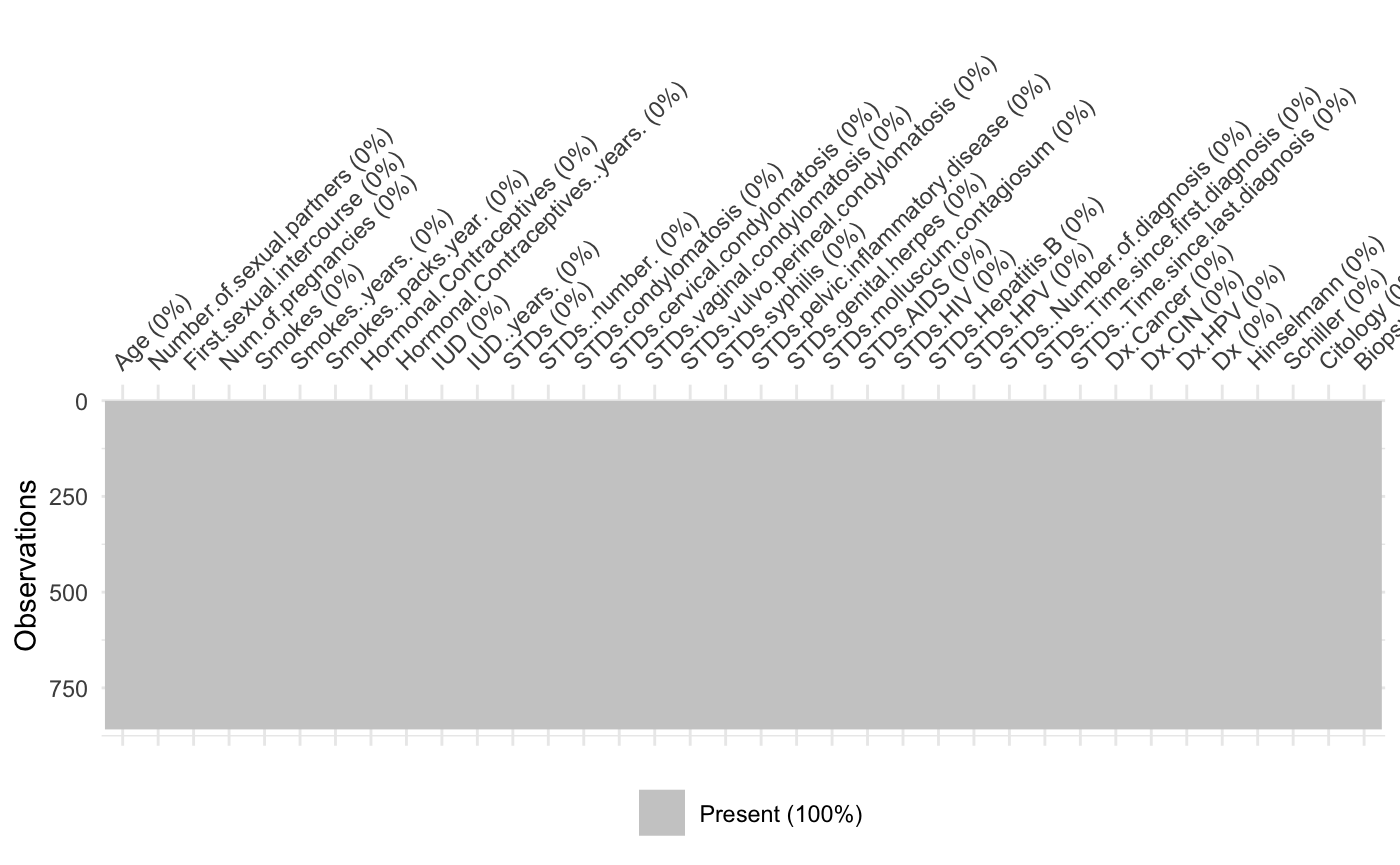 Age (0%)
Number.of.sexual.partners (0%)
First.sexual.intercourse (0%)
Num.of.pregnancies (0%)
Smokes (0%)
Smokes..years. (0%)
Smokes..packs.year. (0%)
Hormonal.Contraceptives (0%)
Hormonal.Contraceptives..years. (0%)
IUD (0%)
IUD..years. (0%)
STDs (0%)
STDs..number. (0%)
STDs.condylomatosis (0%)
STDs.cervical.condylomatosis (0%)
STDs.vaginal.condylomatosis (0%)
STDs.vulvo.perineal.condylomatosis (0%)
STDs.syphilis (0%)
STDs.pelvic.inflammatory.disease (0%)
STDs.genital.herpes (0%)
STDs.molluscum.contagiosum (0%)
STDs.AIDS (0%)
STDs.HIV (0%)
STDs.Hepatitis.B (0%)
STDs.HPV (0%)
STDs..Number.of.diagnosis (0%)
STDs..Time.since.first.diagnosis (0%)
STDs..Time.since.last.diagnosis (0%)
Dx.Cancer (0%)
Dx.CIN (0%)
Dx.HPV (0%)
Dx (0%)
Hinselmann (0%)
Schiller (0%)
Citology (0
Biops
0
250
500
750
Observations
Present (100%)